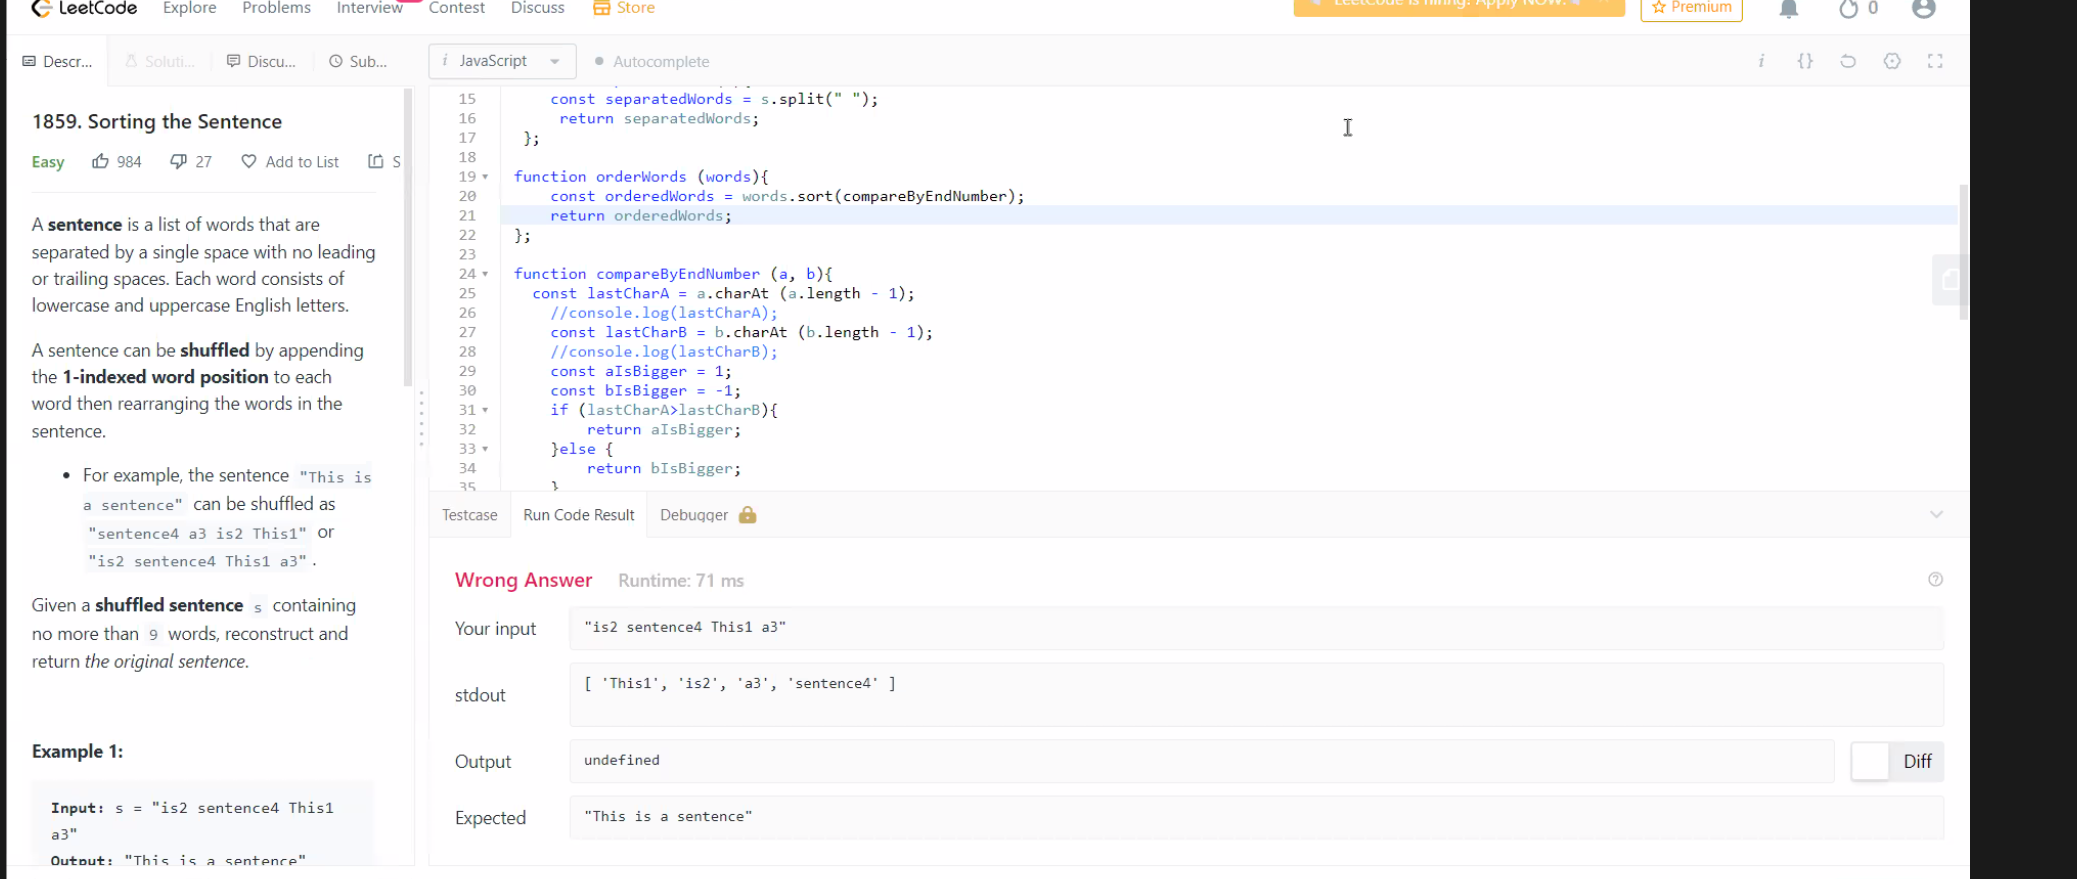 LeetCode
Explore
Problems
Interview
Contest
Discuss
Store
LeetCode is hiring! Apply NOW.
Premium
0
Descr...
Soluti...
Discu...
Sub...
i JavaScript
Autocomplete
1859. Sorting the Sentence
Easy 984 27 Add to List S
A sentence is a list of words that are
separated by a single space with no leading
or trailing spaces. Each word consists of
lowercase and uppercase English letters.
A sentence can be shuffled by appending
the 1-indexed word position to each
word then rearranging the words in the
sentence.
• For example, the sentence "This is
a sentence" can be shuffled as
"sentence4 a3 is2 This1" or
"is2 sentence4 This1 a3".
Given a shuffled sentence s containing
no more than 9 words, reconstruct and
return the original sentence.
Example 1:
Input: s = "is2 sentence4 This1
a3"
Output: "This is a sentence"
15 const separatedWords = s.split(" ");
16 return separatedWords;
17 };
18
19 function orderWords (words){
20 const orderedWords = words.sort(compareByEndNumber);
21 return orderedWords;
22 };
23
24 function compareByEndNumber (a, b){
25 const lastCharA = a.charAt (a.length - 1);
26 //console.log(lastCharA);
27 const lastCharB = b.charAt (b.length - 1);
28 //console.log(lastCharB);
29 const aIsBigger = 1;
30 const bIsBigger = -1;
31 if (lastCharA>lastCharB){
32 return aIsBigger;
33 }else {
34 return bIsBigger;
35 }
Testcase
Run Code Result
Debugger
Wrong Answer Runtime: 71 ms
Your input "is2 sentence4 This1 a3"
stdout [ 'This1', 'is2', 'a3', 'sentence4' ]
Output undefined Diff
Expected "This is a sentence"